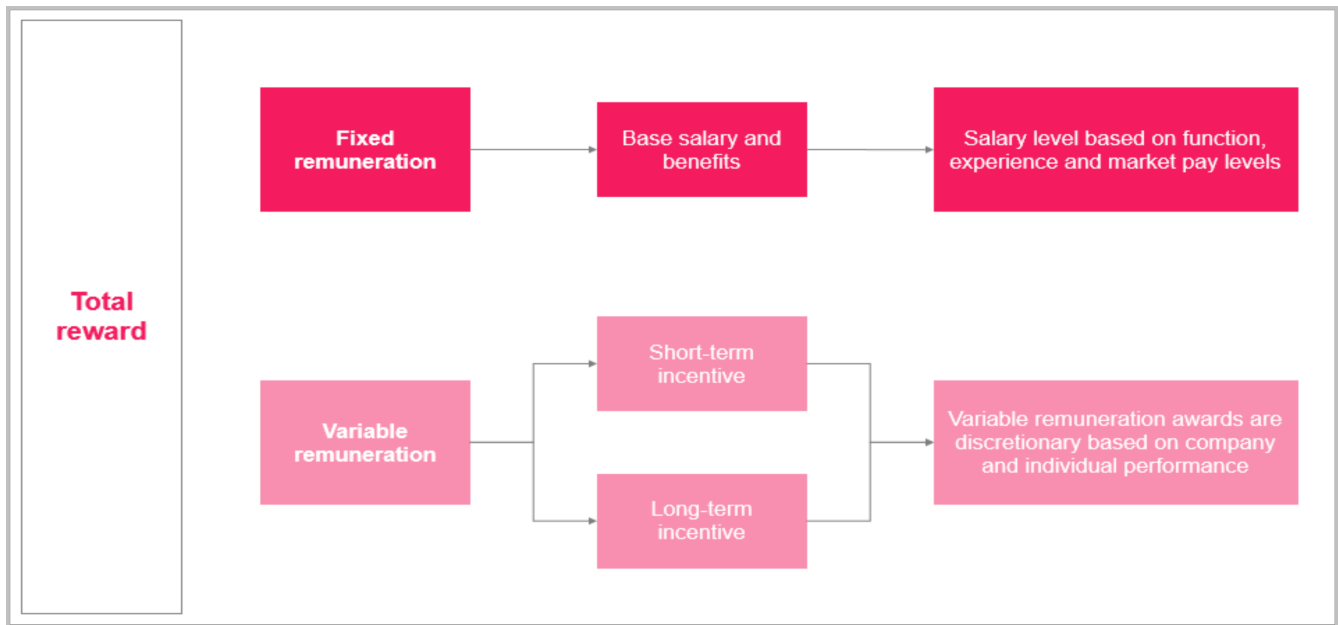 Total
reward
Fixed
remuneration
Base salary and
benefits
Salary level based on function,
experience and market pay levels
Variable
remuneration
Short-term
incentive
Long-term
incentive
Variable remuneration awards are
discretionary based on company
and individual performance